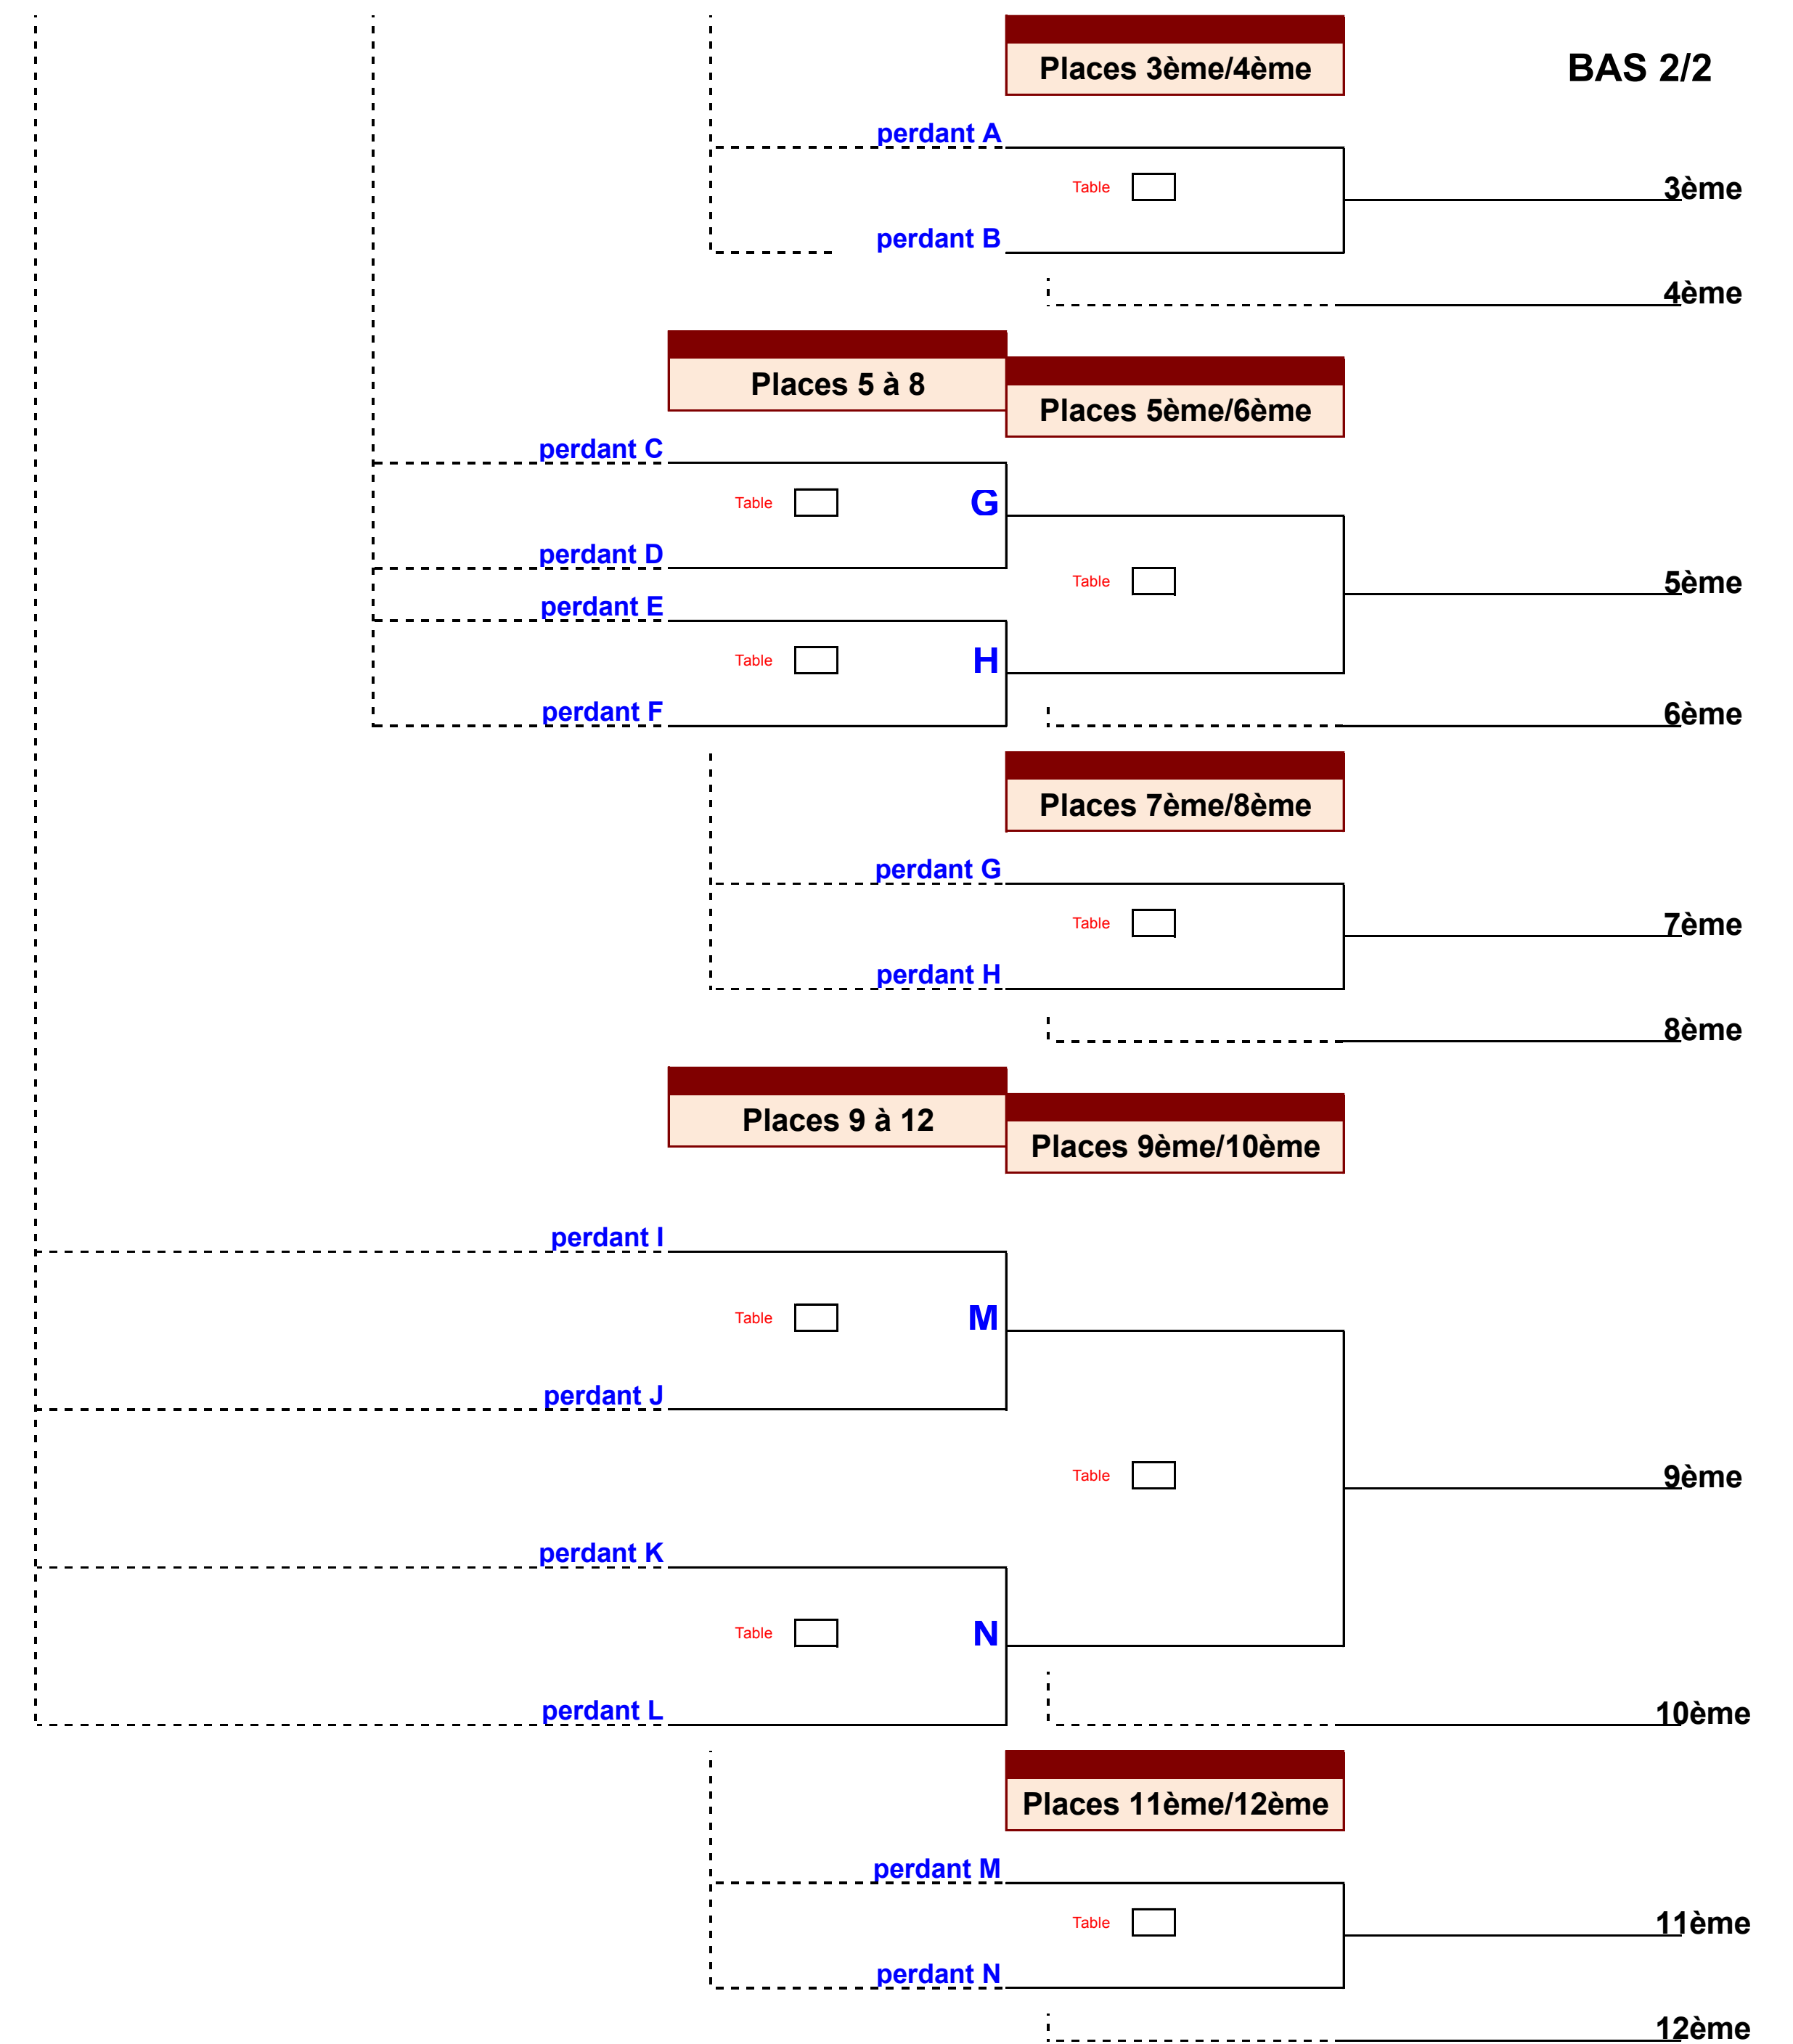 Places 3ème/4ème
BAS 2/2
perdant A
Table
3ème
perdant B
4ème
Places 5 à 8
Places 5ème/6ème
perdant C
Table
G
perdant D
Table
5ème
perdant E
Table
H
perdant F
6ème
Places 7ème/8ème
perdant G
Table
7ème
perdant H
8ème
Places 9 à 12
Places 9ème/10ème
perdant I
Table
M
perdant J
Table
9ème
perdant K
Table
N
perdant L
10ème
Places 11ème/12ème
perdant M
Table
11ème
perdant N
12ème